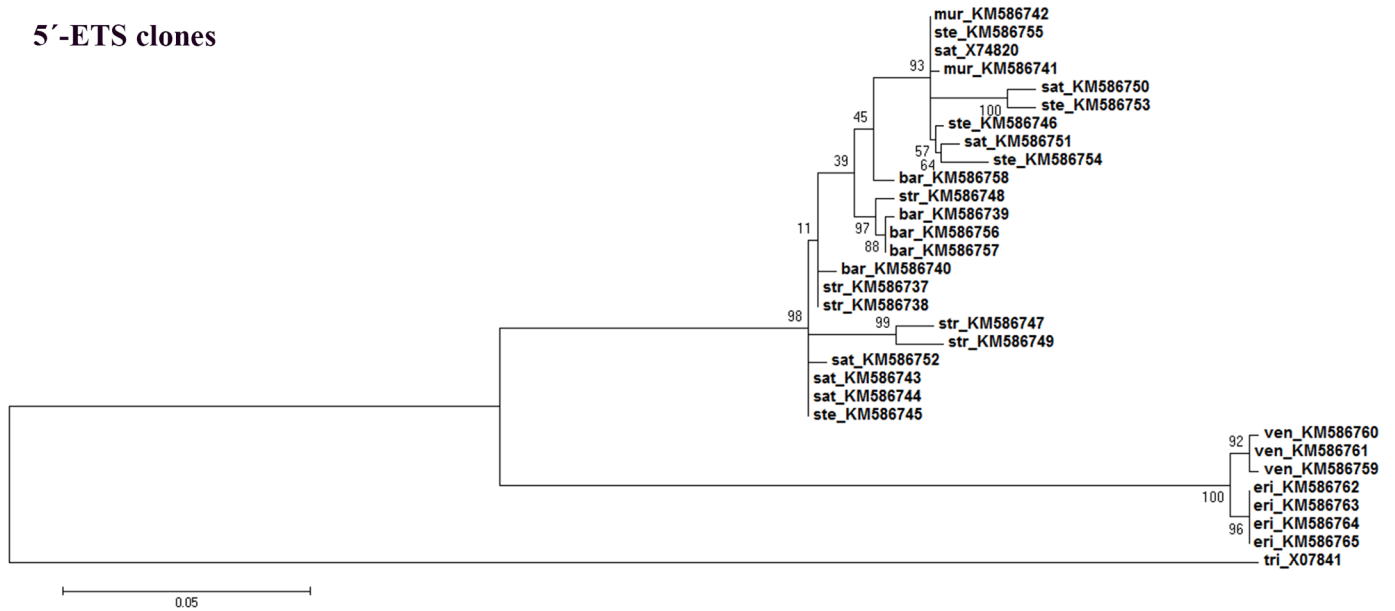 5´-ETS clones
mur_KM586742
ste_KM586755
sat_X74820
93
mur_KM586741
sat_KM586750
ste_KM586753
100
45
ste_KM586746
sat_KM586751
57
ste_KM586754
64
39
bar_KM586758
str_KM586748
bar_KM586739
97
bar_KM586756
11
88
bar_KM586757
bar_KM586740
str_KM586737
str_KM586738
98
99
str_KM586747
str_KM586749
sat_KM586752
sat_KM586743
sat_KM586744
ste_KM586745
ven_KM586760
92
ven_KM586761
ven_KM586759
100
eri_KM586762
eri_KM586763
96
eri_KM586764
eri_KM586765
tri_X07841
0.05